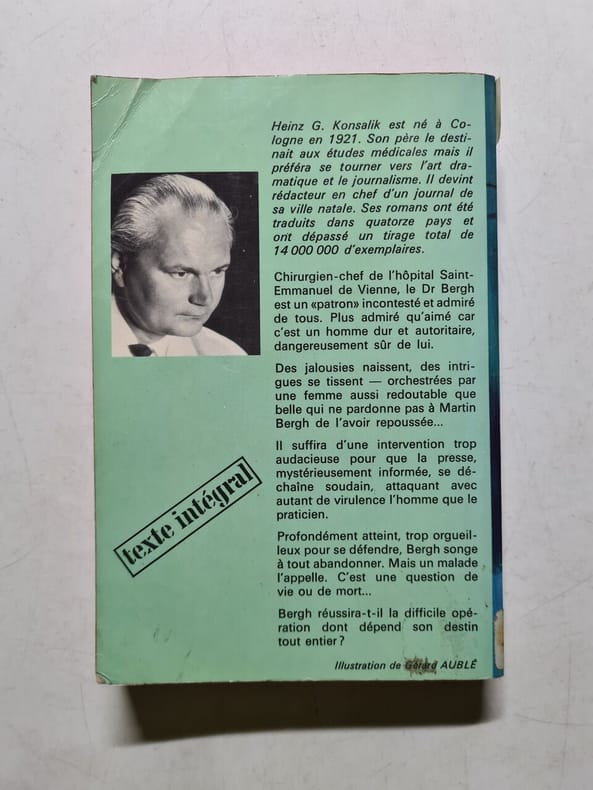 Heinz G. Konsalik est né à Co-
logne en 1921. Son père le desti-
nait aux études médicales mais il
préféra se tourner vers l'art dra-
matique et le journalisme. Il devint
rédacteur en chef d'un journal de
sa ville natale. Ses romans ont été
traduits dans quatorze pays et
ont dépassé un tirage total de
14 000 000 d'exemplaires.
Chirurgien-chef de l'hôpital Saint-
Emmanuel de Vienne, le Dr Bergh
est un «patron» incontesté et admiré
de tous. Plus admiré qu'aimé car
c'est un homme dur et autoritaire,
dangereusement sûr de lui.
Des jalousies naissent, des intri-
gues se tissent — orchestrées par
une femme aussi redoutable que
belle qui ne pardonne pas à Martin
Bergh de l'avoir repoussée...
Il suffira d'une intervention trop
audacieuse pour que la presse,
mystérieusement informée, se dé-
chaîne soudain, attaquant avec
autant de virulence l'homme que le
praticien.
Profondément atteint, trop orgueil-
leux pour se défendre, Bergh songe
à tout abandonner. Mais un malade
l'appelle. C'est une question de
vie ou de mort...
Bergh réussira-t-il la difficile opé-
ration dont dépend son destin
tout entier ?
texte intégral
Illustration de Gérard AUBLÉ